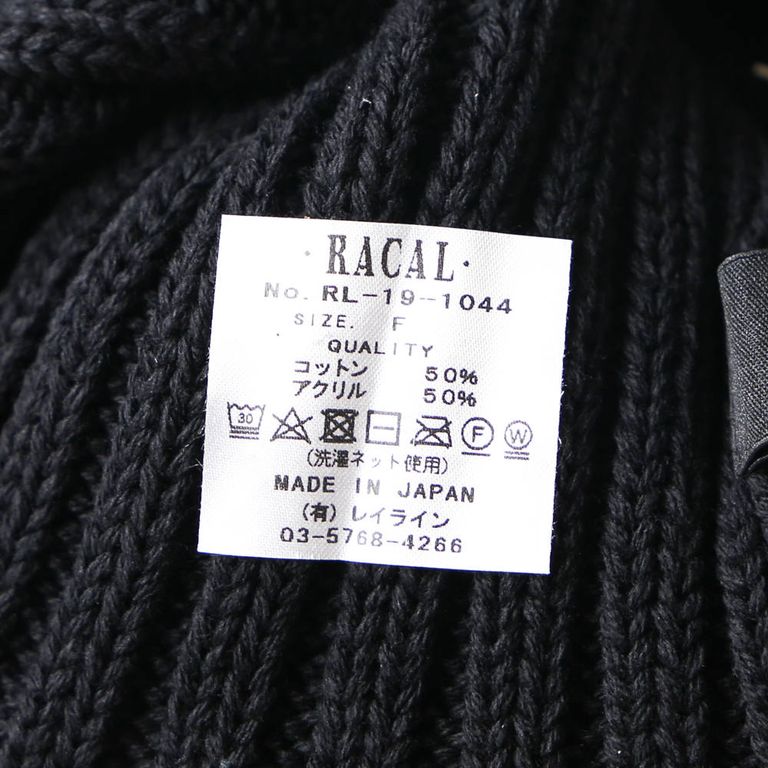 ・RACAL・
No. RL-19-1044
SIZE. F
QUALITY
コットン 50%
アクリル 50%
30 F W
(洗濯ネット使用)
MADE IN JAPAN
(有)レイライン
03-5768-4266